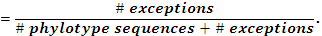 # exceptions
= 
# phylotype sequences + # exceptions.